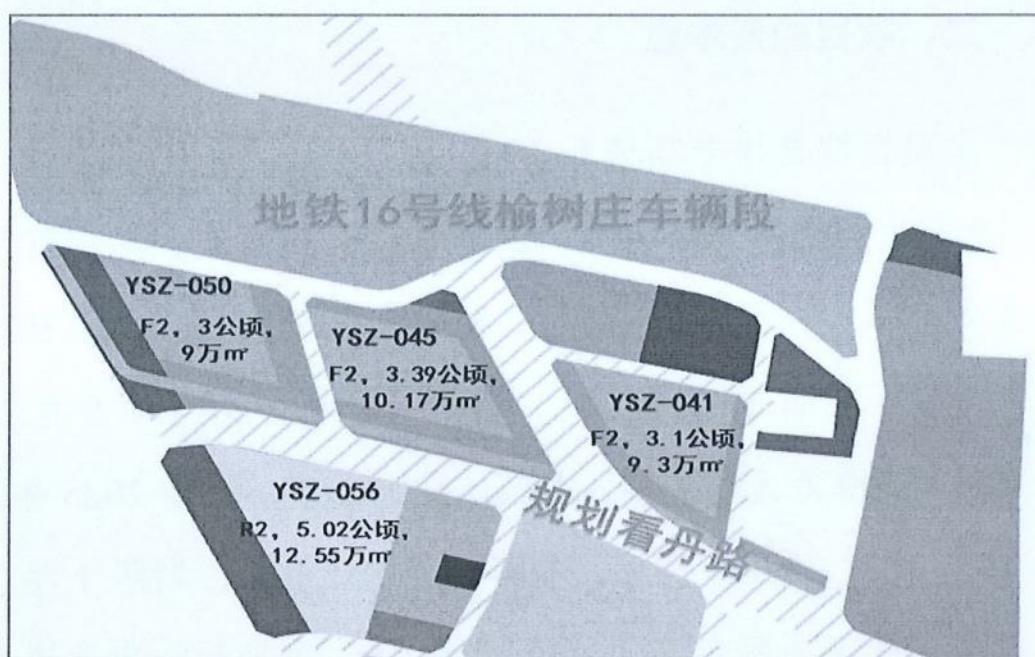 地铁16号线榆树庄车辆段
YSZ-050
F2, 3公顷,
9万㎡
YSZ-045
F2, 3.39公顷,
10.17万㎡
YSZ-041
F2, 3.1公顷,
9.3万㎡
YSZ-056
R2, 5.02公顷,
12.55万㎡
规划看丹路